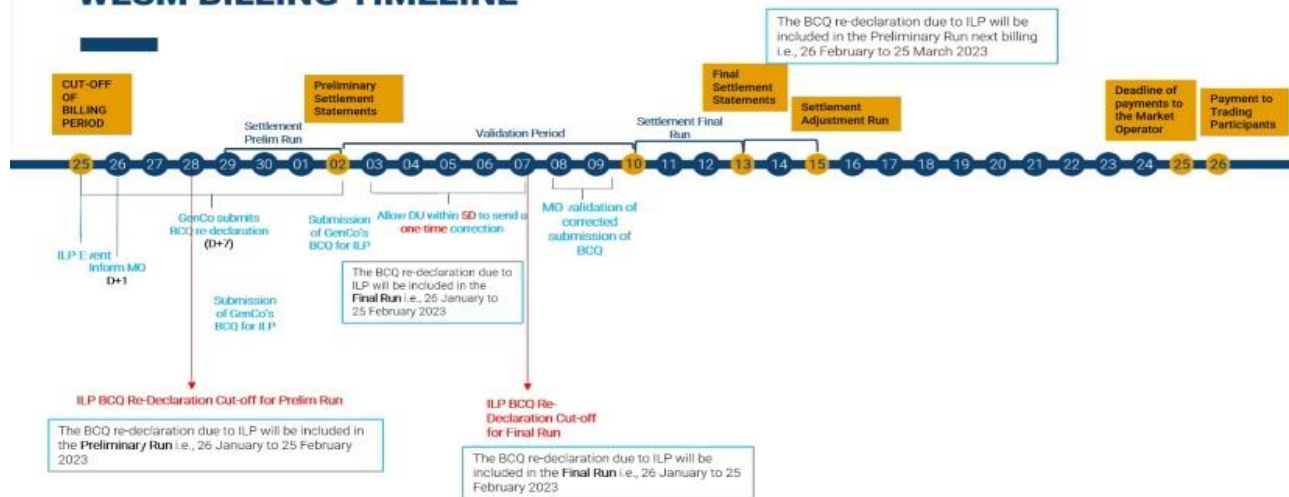 WESM BILLING TIMELINE
The BCQ re-declaration due to ILP will be
included in the Preliminary Run next billing
i.e., 26 February to 25 March 2023
CUT-OFF
OF
BILLING
PERIOD
Preliminary
Settlement
Statements
Final
Settlement
Statements
Settlement
Adjustment Run
Deadline of
payments to
the Market
Operator
Payment to
Trading
Participants
Settlement
Prelim Run
Validation Period
Settlement Final
Run
25 26 27 28 29 30 01 02 03 04 05 06 07 08 09 10 11 12 13 14 15 16 17 18 19 20 21 22 23 24 25 26
ILP Event
Inform MO
D+1
GenCo submits
BCQ re-declaration
(D+7)
Submission
of GenCo's
BCQ for ILP
Submission
of GenCo's
BCQ for ILP
Allow DU within 5D to send a
one-time correction
MO validation of
corrected
submission of
BCQ
The BCQ re-declaration due to
ILP will be included in the
Final Run i.e., 26 January to
25 February 2023
ILP BCQ Re-Declaration Cut-off for Prelim Run
The BCQ re-declaration due to ILP will be included in
the Preliminary Run i.e., 26 January to 25 February
2023
ILP BCQ Re-
Declaration Cut-off
for Final Run
The BCQ re-declaration due to ILP will be
included in the Final Run i.e., 26 January to 25
February 2023